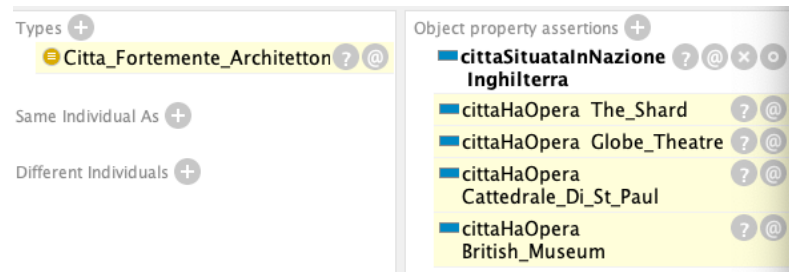 Types
Citta_Fortemente_Architetton
Same Individual As
Different Individuals
Object property assertions
cittaSituataInNazione
Inghilterra
cittaHaOpera The_Shard
cittaHaOpera Globe_Theatre
cittaHaOpera
Cattedrale_Di_St_Paul
cittaHaOpera
British_Museum